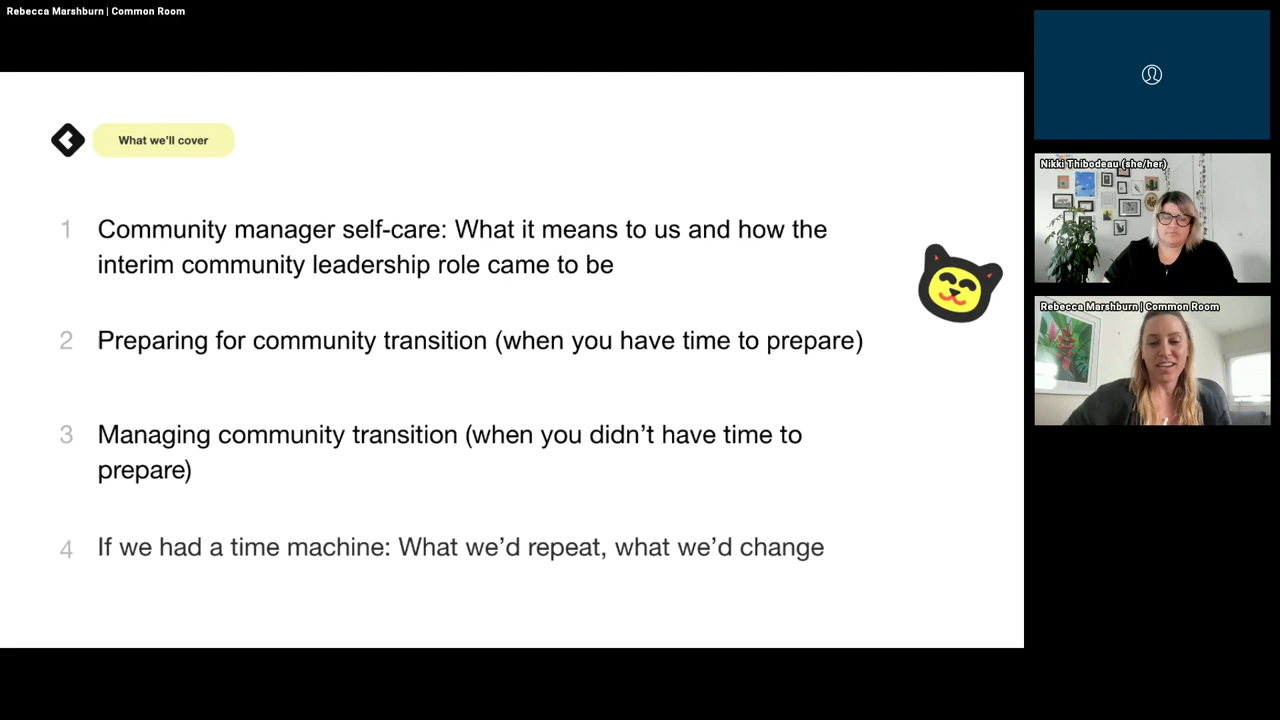 Rebecca Marshburn | Common Room
What we'll cover
1 Community manager self-care: What it means to us and how the
interim community leadership role came to be
2 Preparing for community transition (when you have time to prepare)
3 Managing community transition (when you didn't have time to
prepare)
4 If we had a time machine: What we'd repeat, what we'd change
Nikki Thibodeau (she/her)
Rebecca Marshburn | Common Room